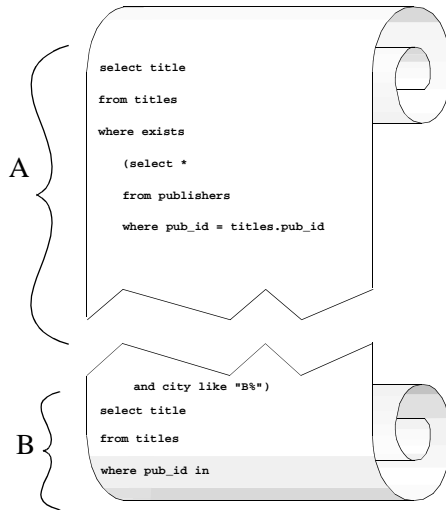 select title
from titles
where exists
(select *
from publishers
where pub_id = titles.pub_id
A
and city like "B%")
select title
from titles
where pub_id in
B